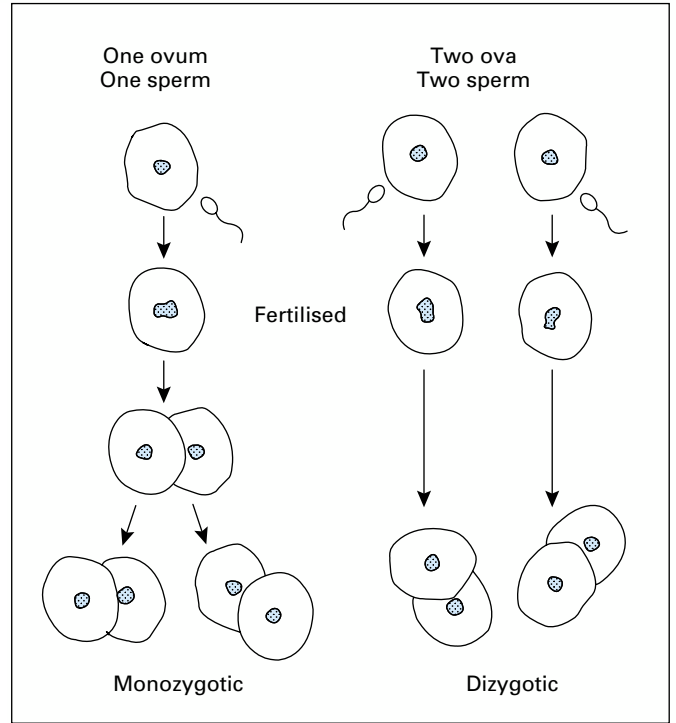 One ovum
One sperm
Two ova
Two sperm
Fertilised
Monozygotic
Dizygotic